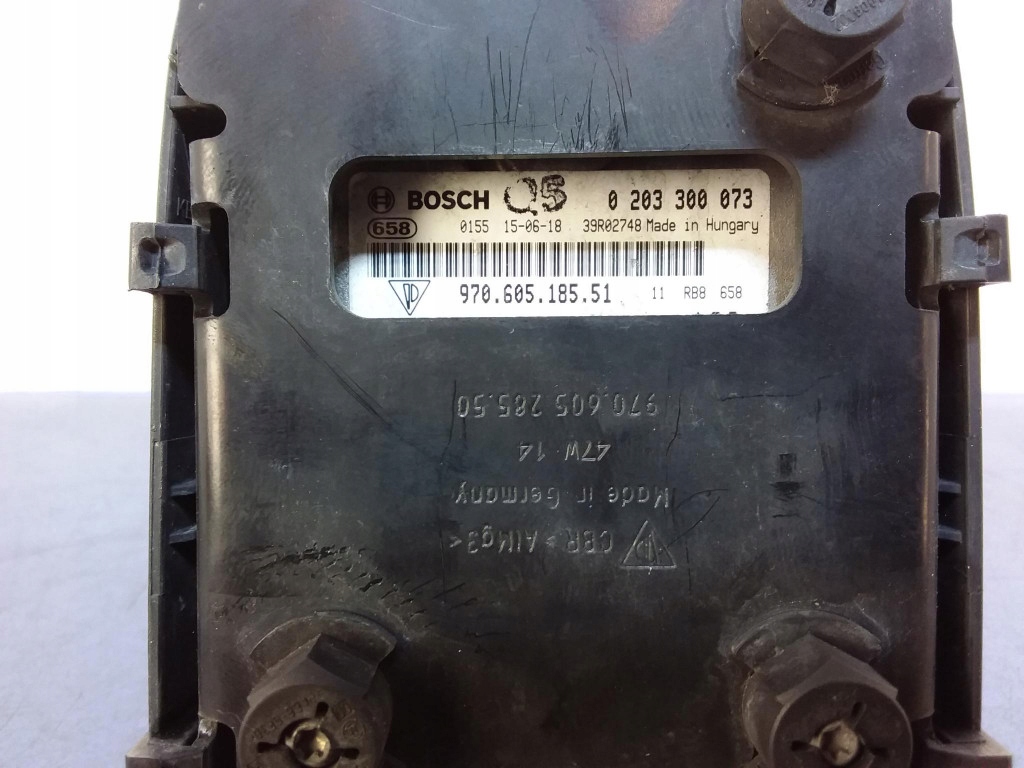 BOSCH Q5 0 203 300 073
658 0155 15-06-18 39R02748 Made in Hungary
970.605.185.51 11 RB8 658
970.605 285.50
47W 14
Made in Germany
CBR >AlMg3<